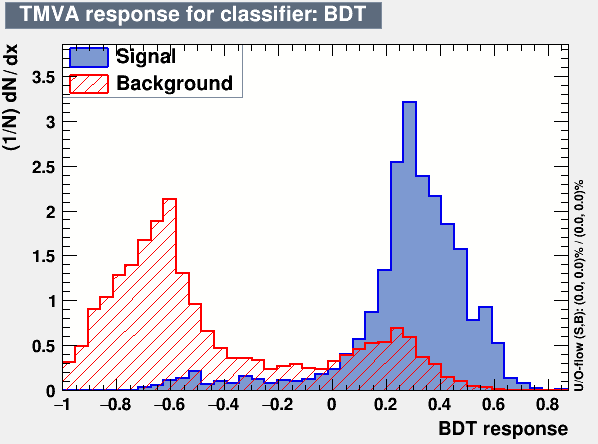 TMVA response for classifier: BDT
Signal
Background
(1/N) dN / dx
3.5
3
2.5
2
1.5
1
0.5
0
−1 −0.8 −0.6 −0.4 −0.2 0 0.2 0.4 0.6 0.8
BDT response
U/O-flow (S,B): (0.0, 0.0)% / (0.0, 0.0)%